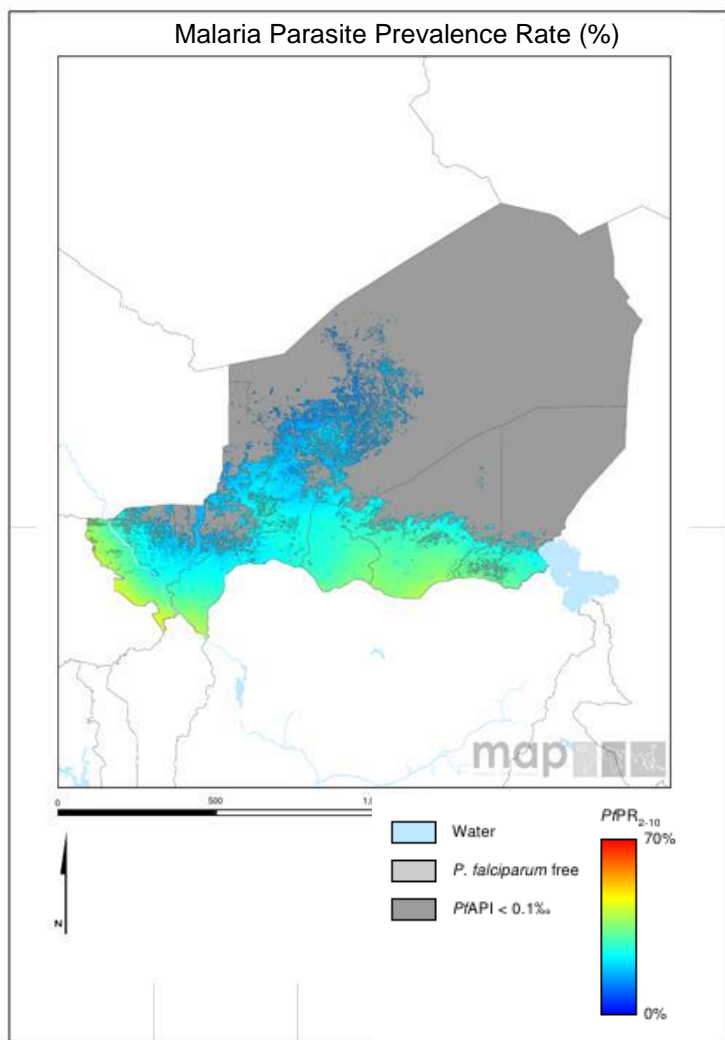 Malaria Parasite Prevalence Rate (%)
map
0 500
N
Water
P. falciparum free
PfAPI < 0.1‰
PfPR2-10
70%
0%